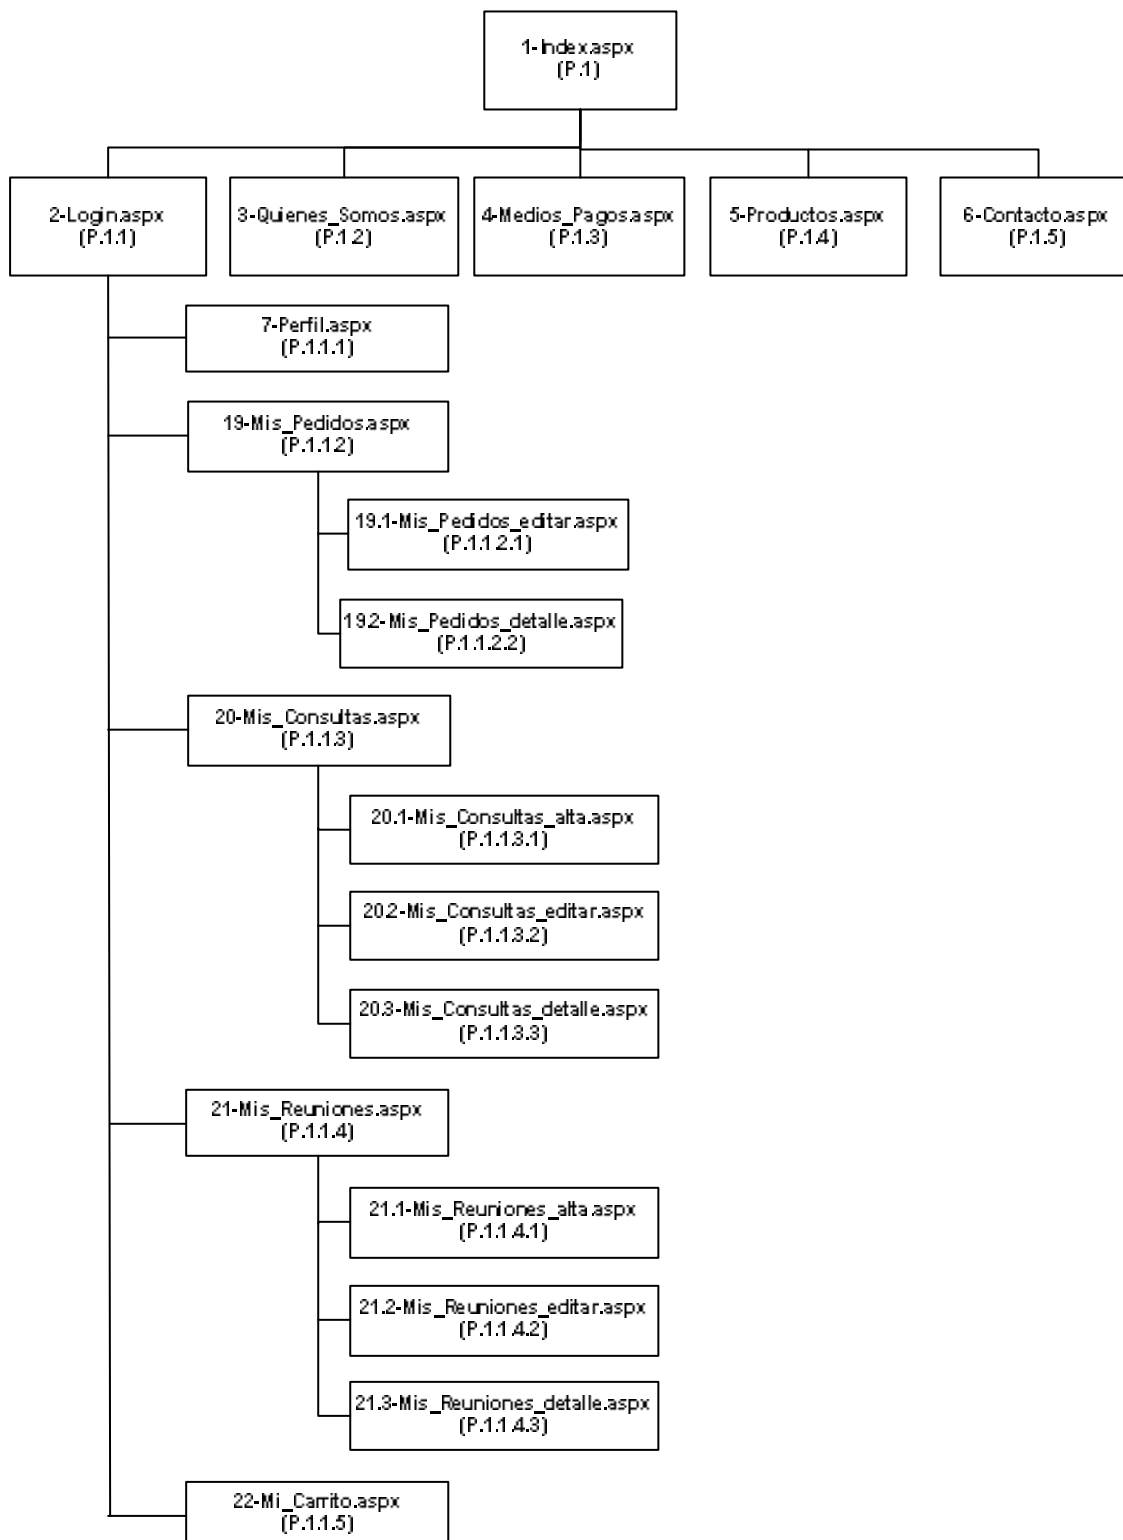 1-Index.aspx
(P.1)
2-Login.aspx
(P.1.1)
3-Quienes_Somos.aspx
(P.1.2)
4-Medios_Pagos.aspx
(P.1.3)
5-Productos.aspx
(P.1.4)
6-Contacto.aspx
(P.1.5)
7-Perfil.aspx
(P.1.1.1)
19-Mis_Pedidos.aspx
(P.1.1.2)
19.1-Mis_Pedidos_editar.aspx
(P.1.1.2.1)
19.2-Mis_Pedidos_detalle.aspx
(P.1.1.2.2)
20-Mis_Consultas.aspx
(P.1.1.3)
20.1-Mis_Consultas_alta.aspx
(P.1.1.3.1)
20.2-Mis_Consultas_editar.aspx
(P.1.1.3.2)
20.3-Mis_Consultas_detalle.aspx
(P.1.1.3.3)
21-Mis_Reuniones.aspx
(P.1.1.4)
21.1-Mis_Reuniones_alta.aspx
(P.1.1.4.1)
21.2-Mis_Reuniones_editar.aspx
(P.1.1.4.2)
21.3-Mis_Reuniones_detalle.aspx
(P.1.1.4.3)
22-Mi_Carrito.aspx
(P.1.1.5)